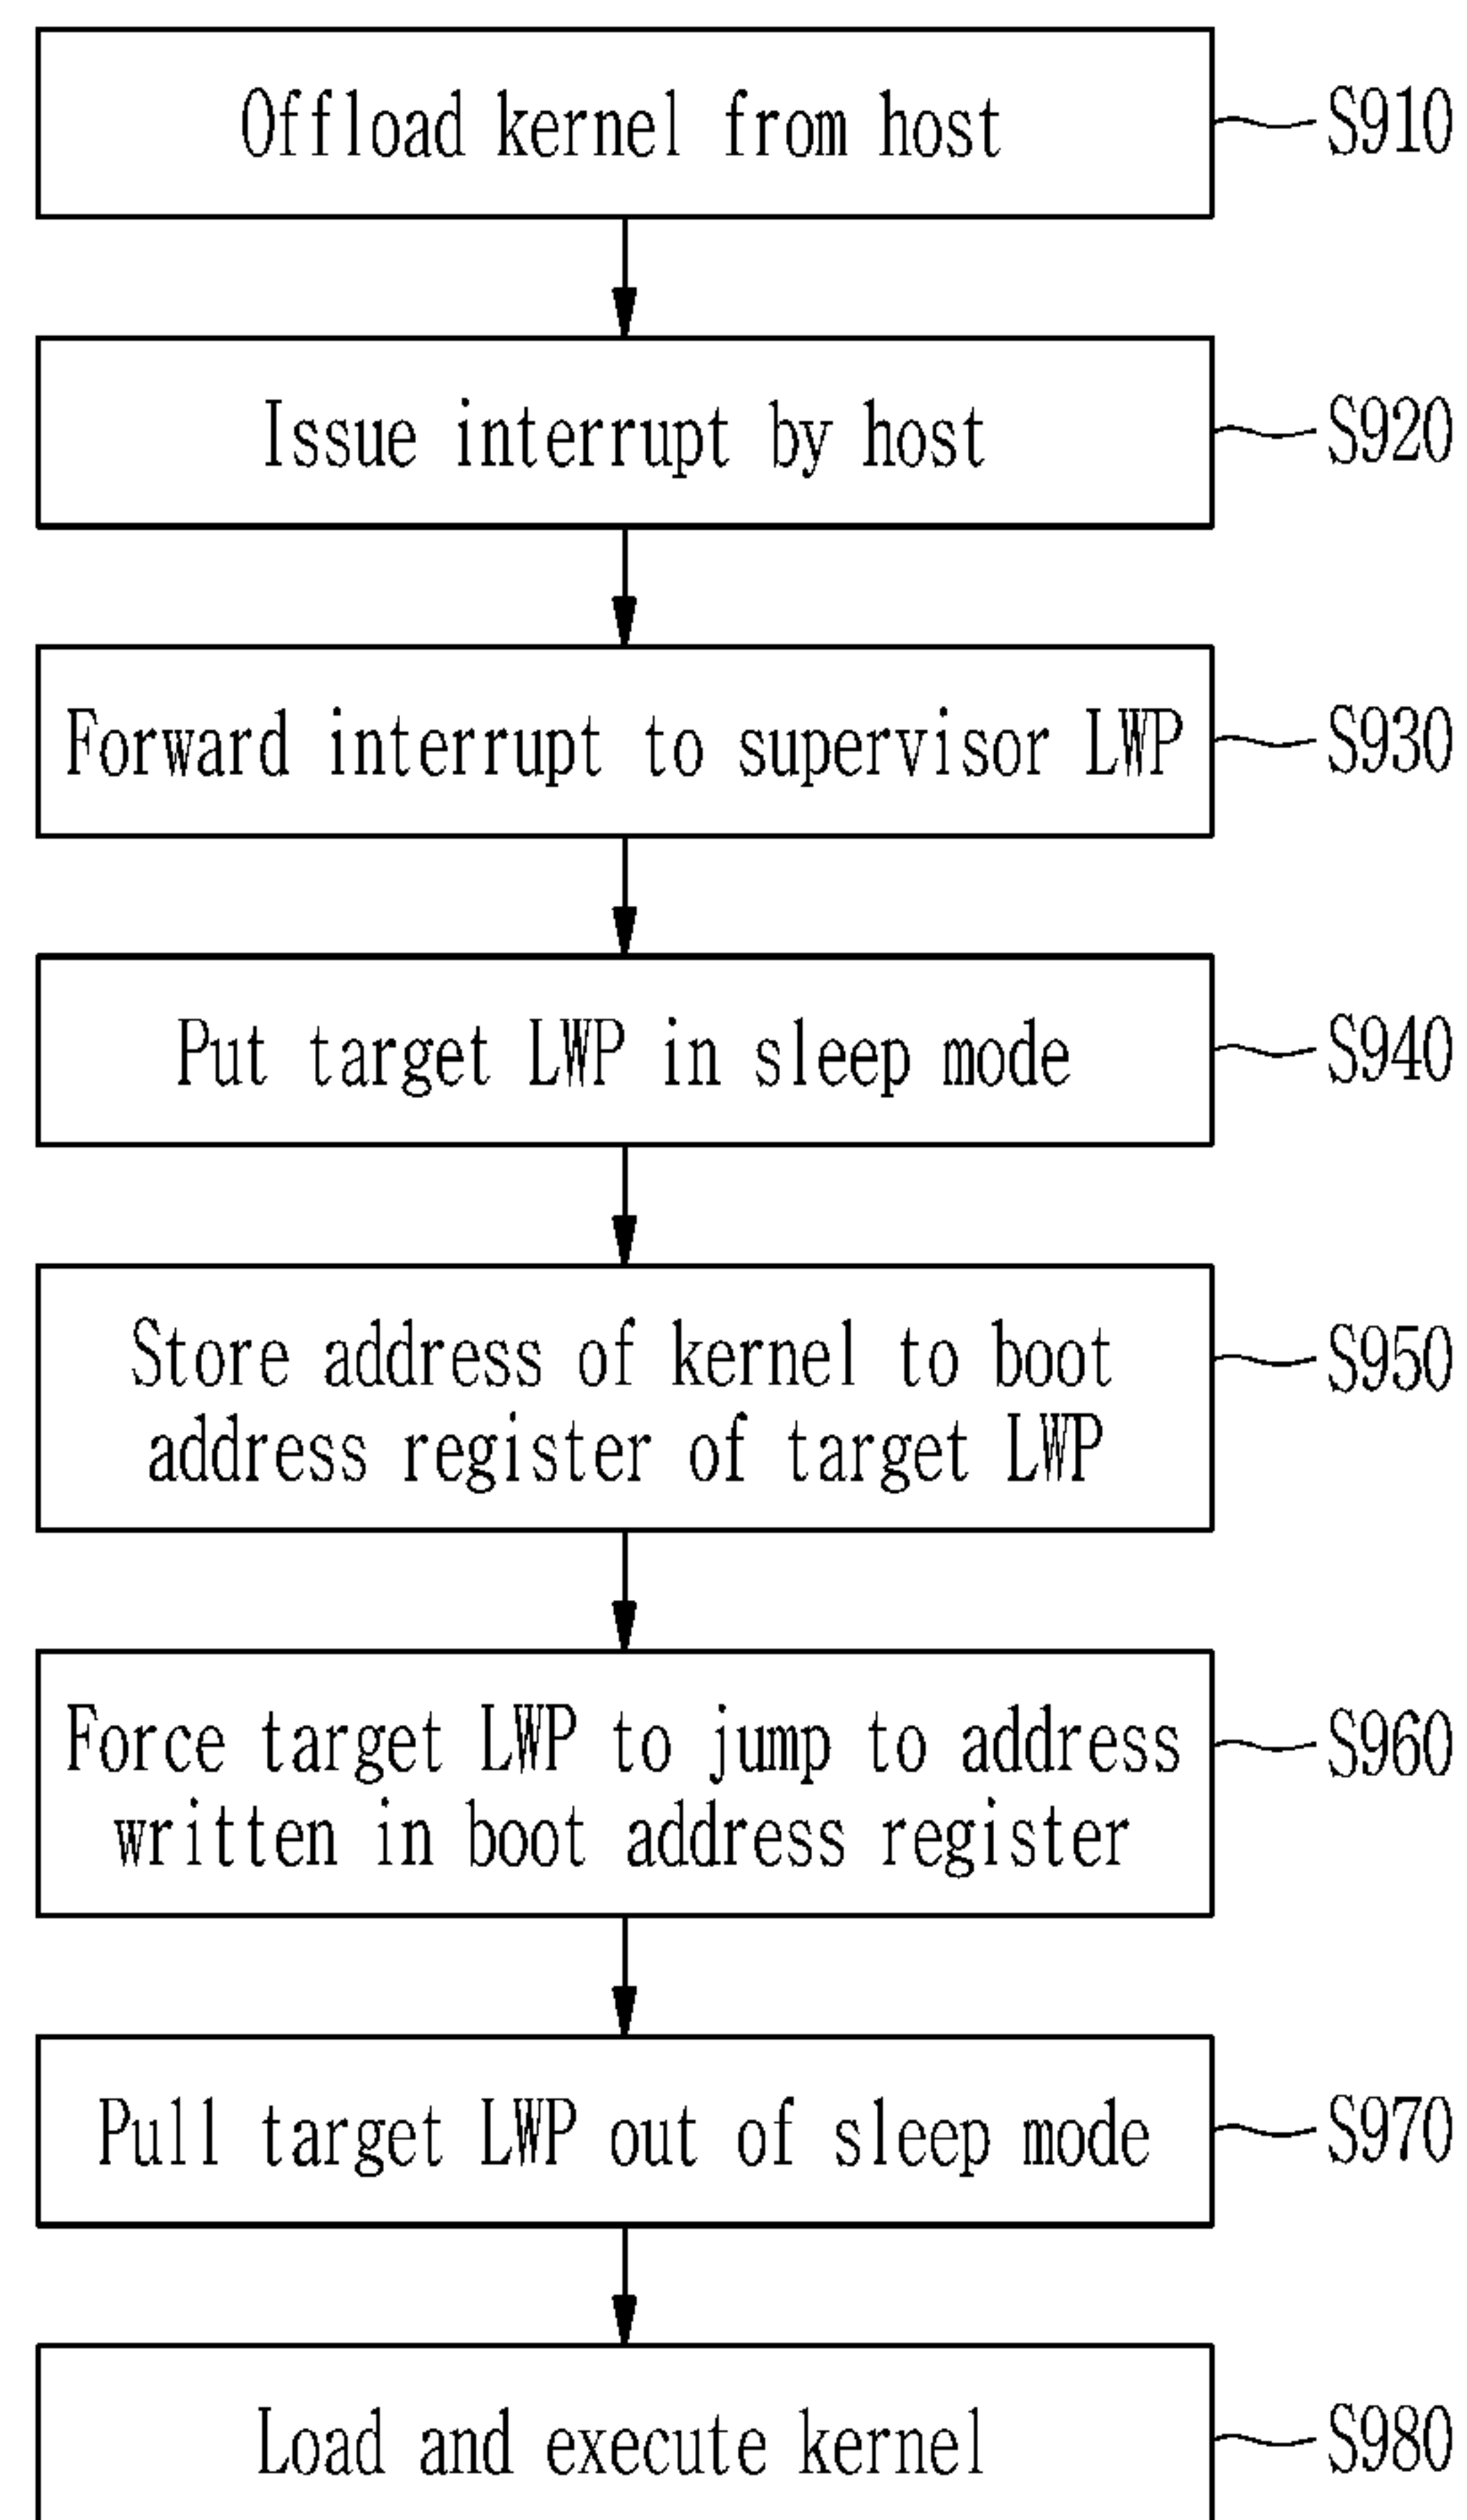 Offload kernel from host
S910
Issue interrupt by host
S920
Forward interrupt to supervisor LWP
S930
Put target LWP in sleep mode
S940
Store address of kernel to boot
address register of target LWP
S950
Force target LWP to jump to address
written in boot address register
S960
Pull target LWP out of sleep mode
S970
Load and execute kernel
S980